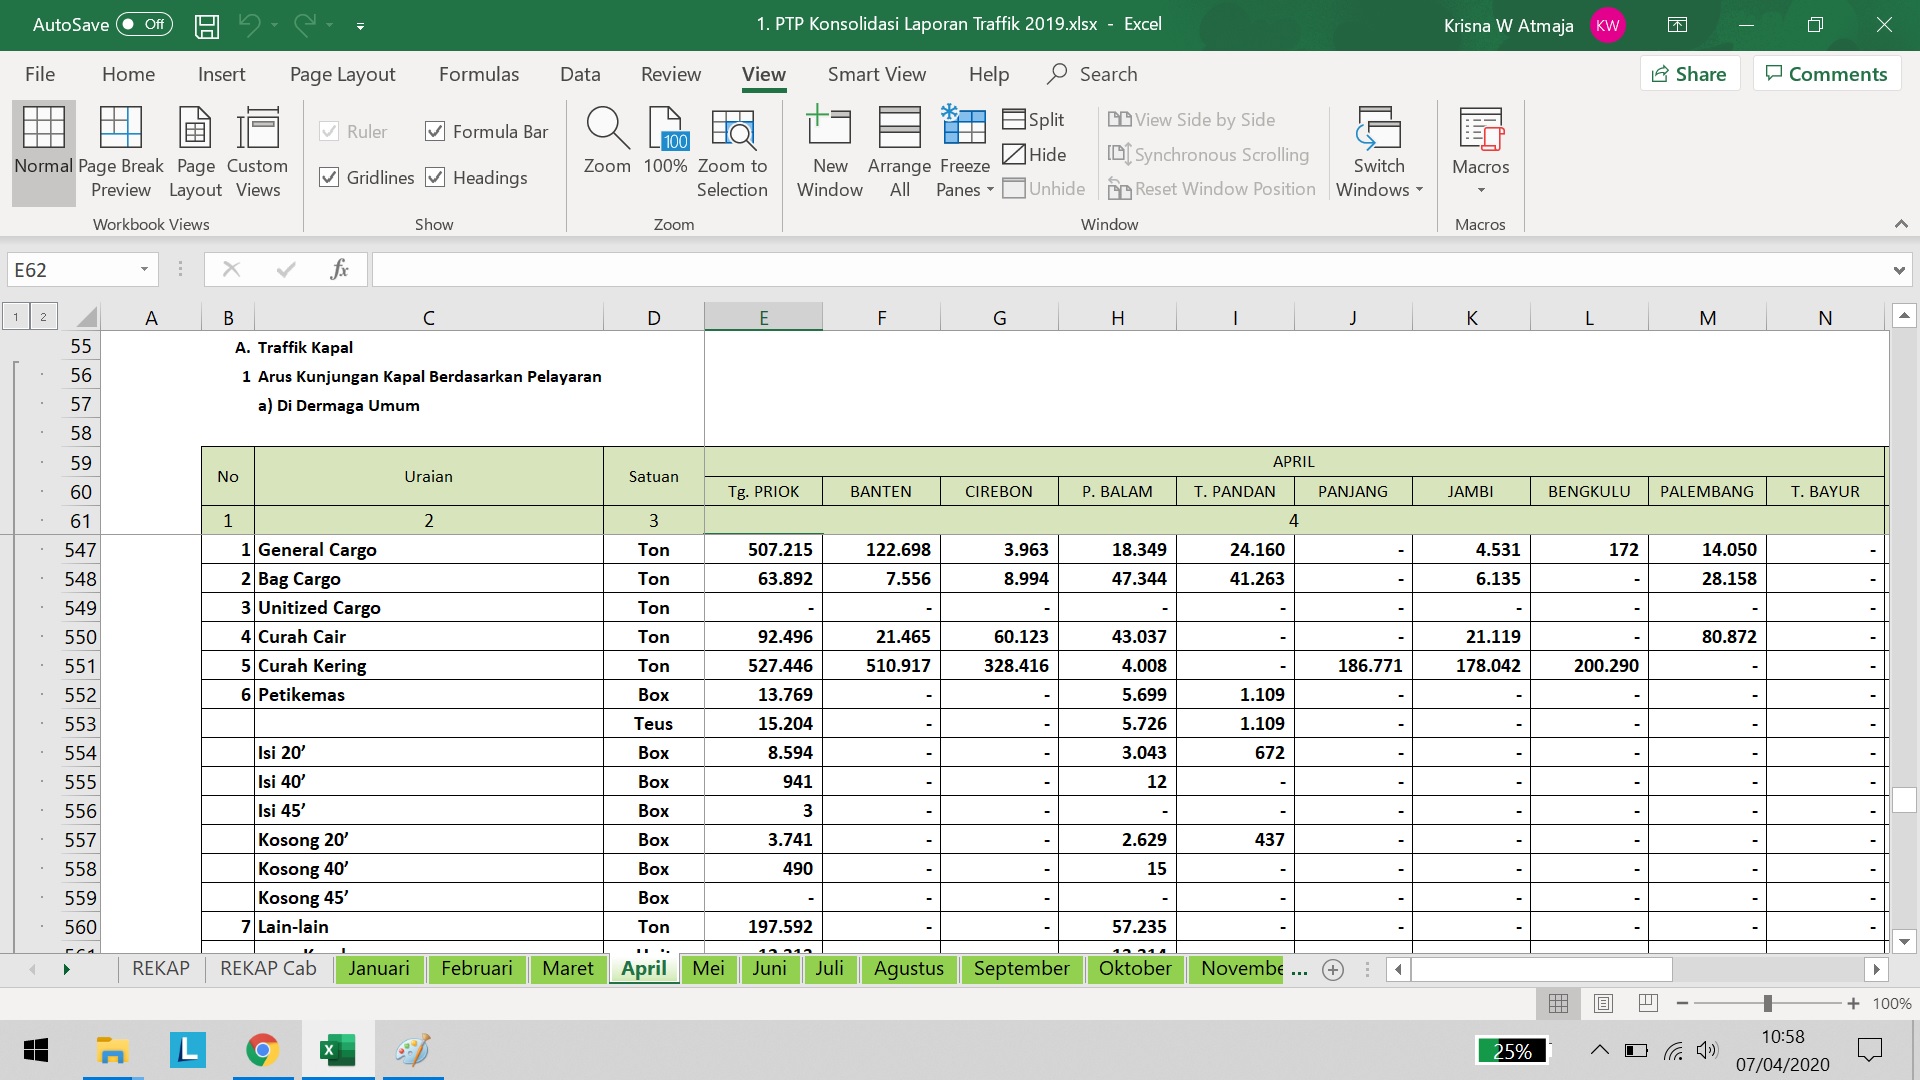 AutoSave Off 1. PTP Konsolidasi Laporan Traffik 2019.xlsx - Excel Krisna W Atmaja KW
File Home Insert Page Layout Formulas Data Review View Smart View Help Search Share Comments
Normal Page Break Preview Page Layout Custom Views
Workbook Views
Ruler Formula Bar
Gridlines Headings
Show
Zoom 100% Zoom to Selection
Zoom
New Window Arrange All Freeze Panes
Split
Hide
Unhide
View Side by Side
Synchronous Scrolling
Reset Window Position
Switch Windows
Window
Macros
Macros
E62 fx
1 2 A B C D E F G H I J K L M N
55 A. Traffik Kapal
56 1 Arus Kunjungan Kapal Berdasarkan Pelayaran
57 a) Di Dermaga Umum
58
59 No Uraian Satuan APRIL
60 Tg. PRIOK BANTEN CIREBON P. BALAM T. PANDAN PANJANG JAMBI BENGKULU PALEMBANG T. BAYUR
61 1 2 3 4
547 1 General Cargo Ton 507.215 122.698 3.963 18.349 24.160 - 4.531 172 14.050 -
548 2 Bag Cargo Ton 63.892 7.556 8.994 47.344 41.263 - 6.135 - 28.158 -
549 3 Unitized Cargo Ton - - - - - - - - - -
550 4 Curah Cair Ton 92.496 21.465 60.123 43.037 - - 21.119 - 80.872 -
551 5 Curah Kering Ton 527.446 510.917 328.416 4.008 - 186.771 178.042 200.290 - -
552 6 Petikemas Box 13.769 - - 5.699 1.109 - - - - -
553 Teus 15.204 - - 5.726 1.109 - - - - -
554 Isi 20’ Box 8.594 - - 3.043 672 - - - - -
555 Isi 40’ Box 941 - - 12 - - - - - -
556 Isi 45’ Box 3 - - - - - - - - -
557 Kosong 20’ Box 3.741 - - 2.629 437 - - - - -
558 Kosong 40’ Box 490 - - 15 - - - - - -
559 Kosong 45’ Box - - - - - - - - - -
560 7 Lain-lain Ton 197.592 - - 57.235 - - - - - -
REKAP REKAP Cab Januari Februari Maret April Mei Juni Juli Agustus September Oktober Novembe ...
100%
25% 10:58
07/04/2020